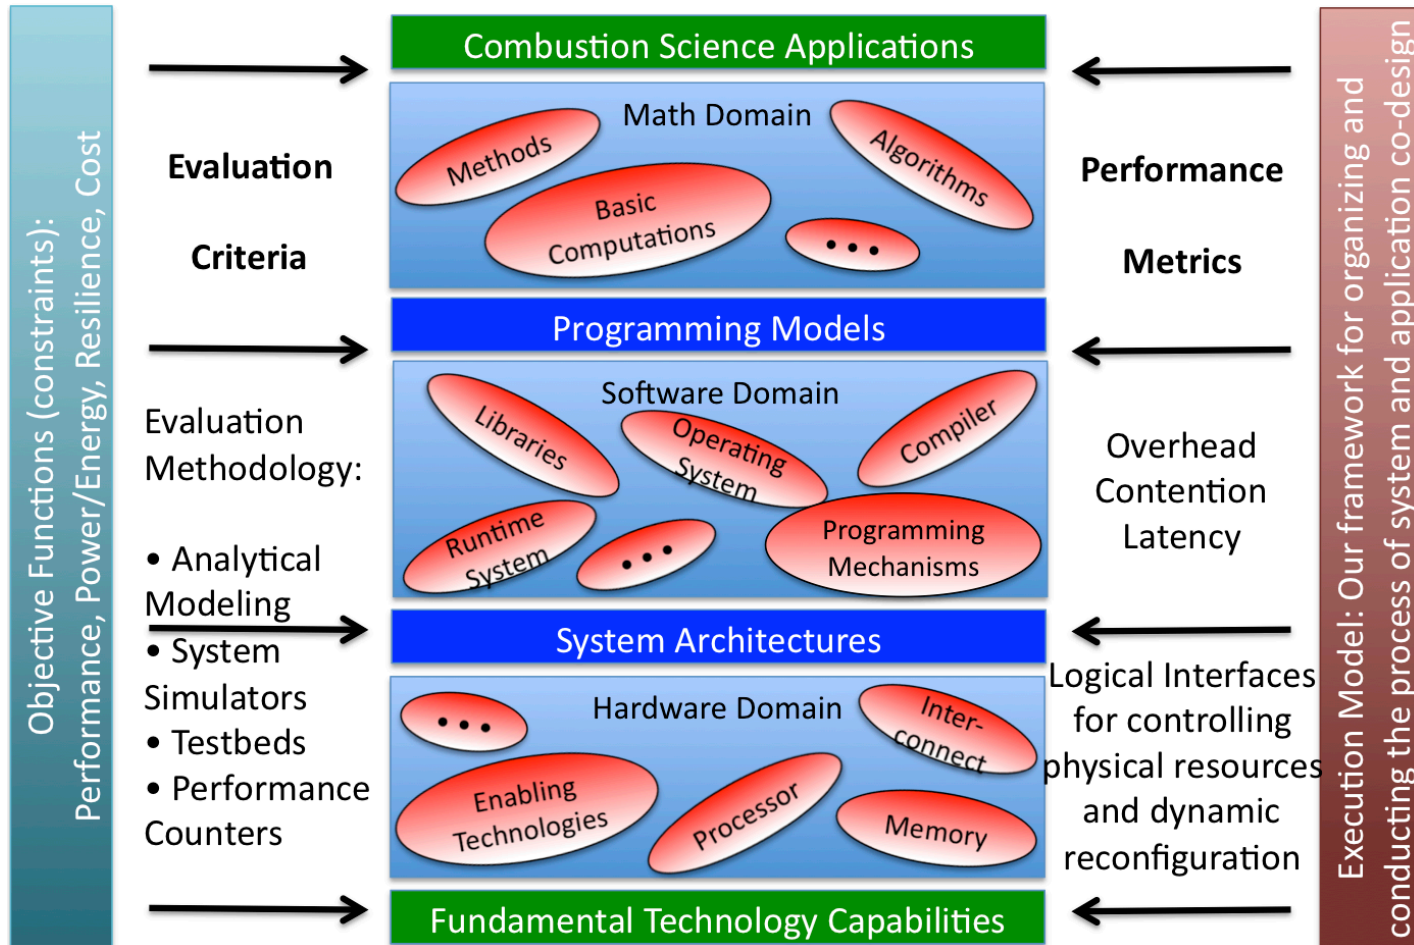 Objective Functions (constraints):
Performance, Power/Energy, Resilience, Cost
Evaluation
Criteria
Evaluation
Methodology:
• Analytical
Modeling
• System
Simulators
• Testbeds
• Performance
Counters
Combustion Science Applications
Math Domain
Methods
Algorithms
Basic
Computations
• • •
Programming Models
Software Domain
Libraries
Operating
System
Compiler
Runtime
System
• • •
Programming
Mechanisms
System Architectures
• • •
Hardware Domain
Inter-
connect
Enabling
Technologies
Processor
Memory
Fundamental Technology Capabilities
Performance
Metrics
Overhead
Contention
Latency
Logical Interfaces
for controlling
physical resources
and dynamic
reconfiguration
Execution Model: Our framework for organizing and
conducting the process of system and application co-design